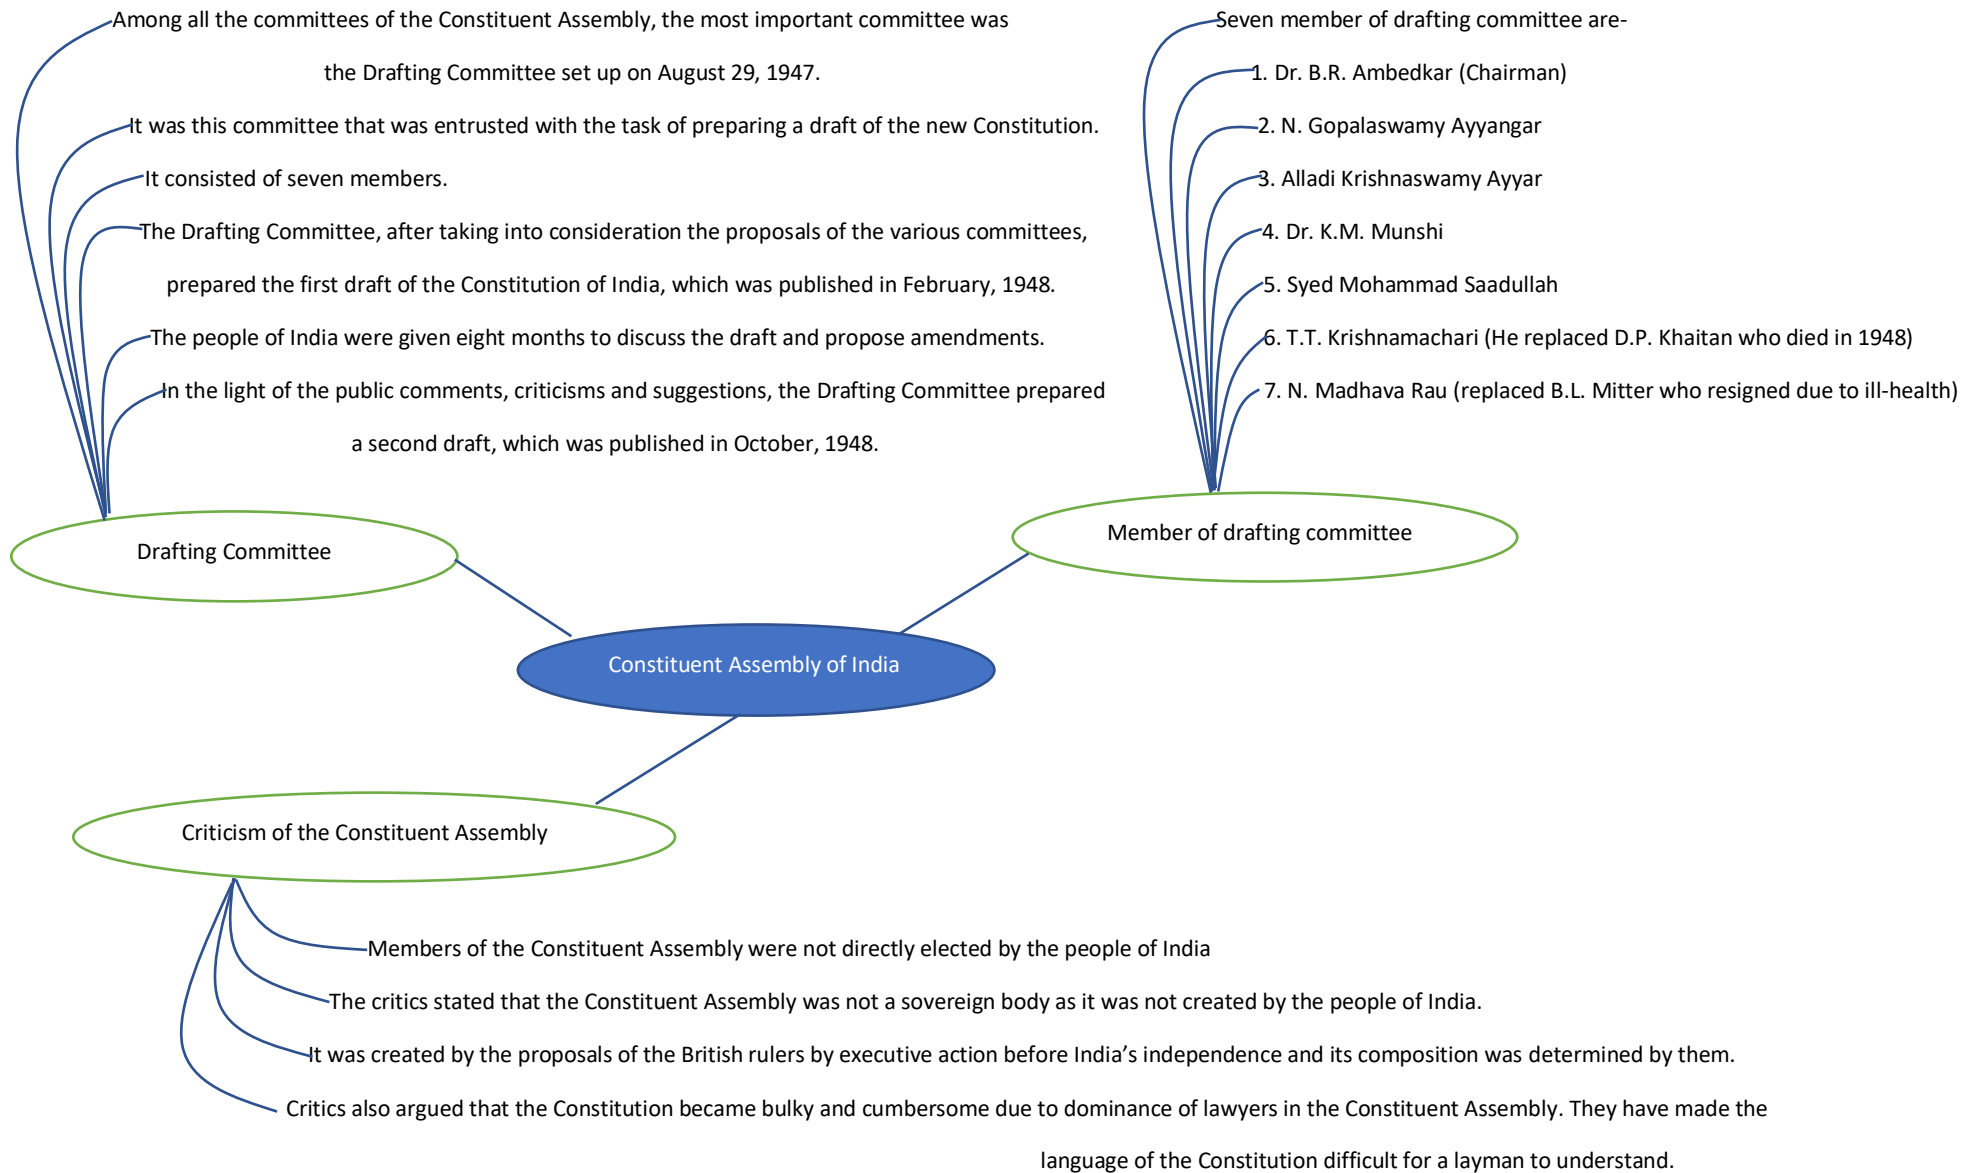 Among all the committees of the Constituent Assembly, the most important committee was
the Drafting Committee set up on August 29, 1947.
It was this committee that was entrusted with the task of preparing a draft of the new Constitution.
It consisted of seven members.
The Drafting Committee, after taking into consideration the proposals of the various committees,
prepared the first draft of the Constitution of India, which was published in February, 1948.
The people of India were given eight months to discuss the draft and propose amendments.
In the light of the public comments, criticisms and suggestions, the Drafting Committee prepared
a second draft, which was published in October, 1948.
Drafting Committee
Seven member of drafting committee are-
1. Dr. B.R. Ambedkar (Chairman)
2. N. Gopalaswamy Ayyangar
3. Alladi Krishnaswamy Ayyar
4. Dr. K.M. Munshi
5. Syed Mohammad Saadullah
6. T.T. Krishnamachari (He replaced D.P. Khaitan who died in 1948)
7. N. Madhava Rau (replaced B.L. Mitter who resigned due to ill-health)
Member of drafting committee
Constituent Assembly of India
Criticism of the Constituent Assembly
Members of the Constituent Assembly were not directly elected by the people of India
The critics stated that the Constituent Assembly was not a sovereign body as it was not created by the people of India.
It was created by the proposals of the British rulers by executive action before India’s independence and its composition was determined by them.
Critics also argued that the Constitution became bulky and cumbersome due to dominance of lawyers in the Constituent Assembly. They have made the
language of the Constitution difficult for a layman to understand.